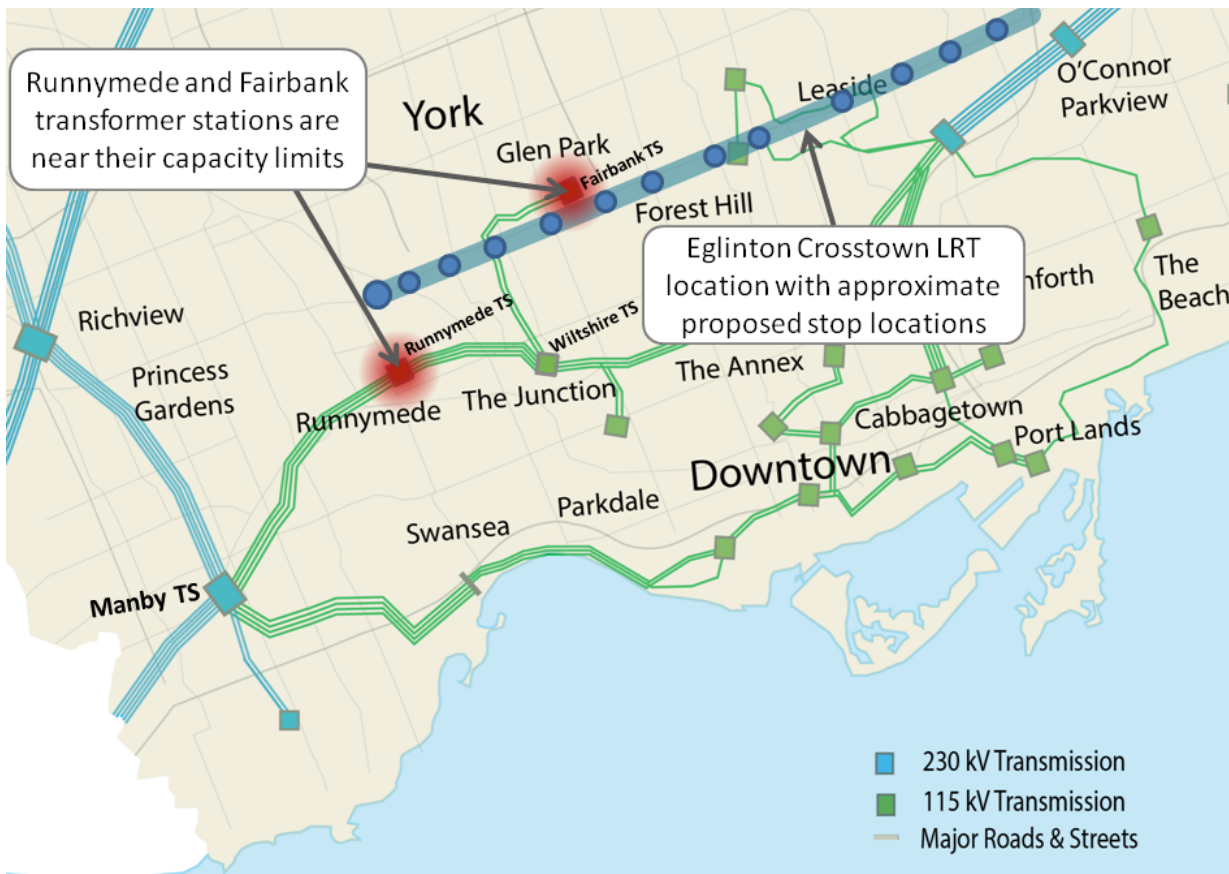 Runnymede and Fairbank
transformer stations are
near their capacity limits
York
Glen Park
Fairbank TS
Leaside
O'Connor
Parkview
Forest Hill
Eglinton Crosstown LRT
location with approximate
proposed stop locations
nforth
The
Beach
Richview
Princess
Gardens
Runnymede TS
Wiltshire TS
Runnymede
The Junction
The Annex
Cabbagetown
Port Lands
Downtown
Parkdale
Swansea
Manby TS
230 kV Transmission
115 kV Transmission
Major Roads & Streets